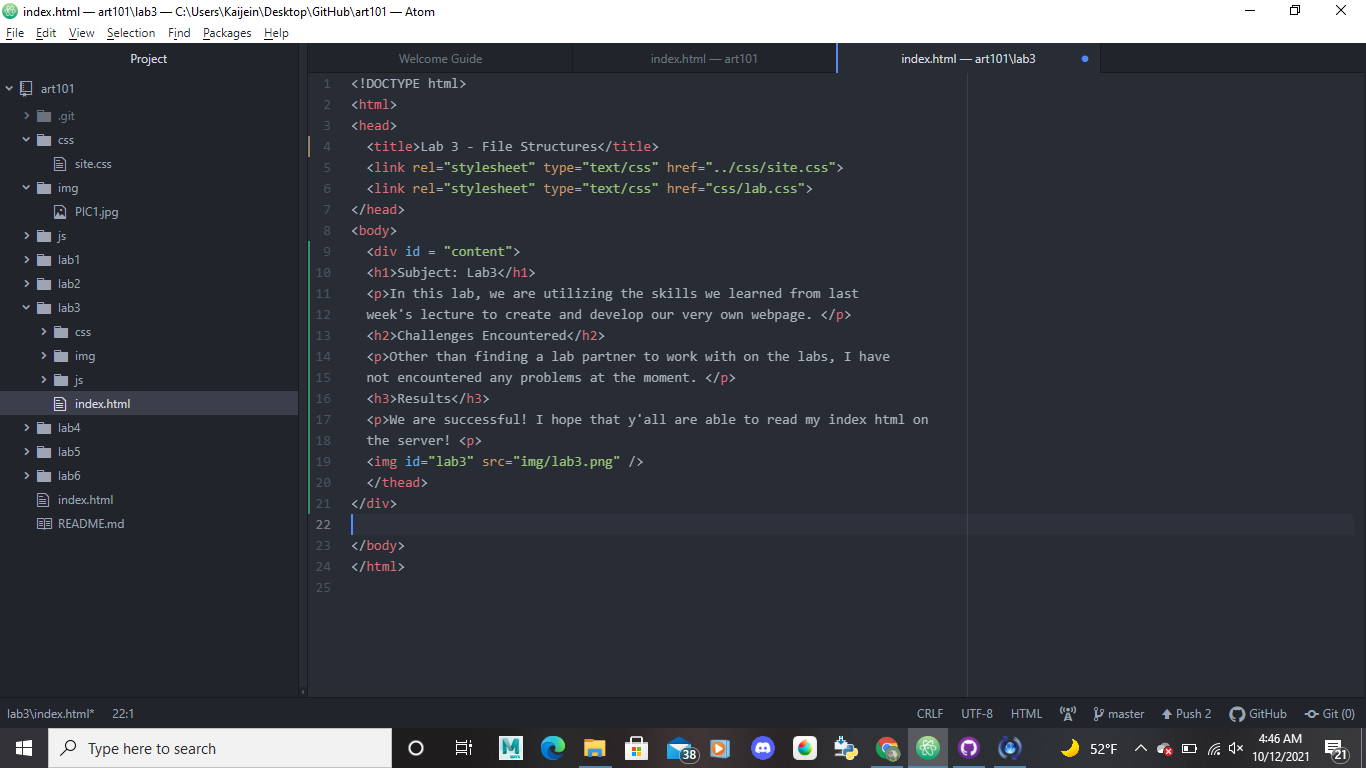 index.html — art101\lab3 — C:\Users\Kaijein\Desktop\GitHub\art101 — Atom
File Edit View Selection Find Packages Help
Project
Welcome Guide
index.html — art101
index.html — art101\lab3
art101
.git
css
site.css
img
PIC1.jpg
js
lab1
lab2
lab3
css
img
js
index.html
lab4
lab5
lab6
index.html
README.md
1 <!DOCTYPE html>
2 <html>
3 <head>
4 <title>Lab 3 - File Structures</title>
5 <link rel="stylesheet" type="text/css" href="../css/site.css">
6 <link rel="stylesheet" type="text/css" href="css/lab.css">
7 </head>
8 <body>
9 <div id = "content">
10 <h1>Subject: Lab3</h1>
11 <p>In this lab, we are utilizing the skills we learned from last
12 week's lecture to create and develop our very own webpage. </p>
13 <h2>Challenges Encountered</h2>
14 <p>Other than finding a lab partner to work with on the labs, I have
15 not encountered any problems at the moment. </p>
16 <h3>Results</h3>
17 <p>We are successful! I hope that y'all are able to read my index html on
18 the server! <p>
19 <img id="lab3" src="img/lab3.png" />
20 </thead>
21 </div>
22
23 </body>
24 </html>
25
lab3\index.html* 22:1
CRLF UTF-8 HTML master Push 2 GitHub Git (0)
Type here to search
38
52°F
4:46 AM
10/12/2021
21